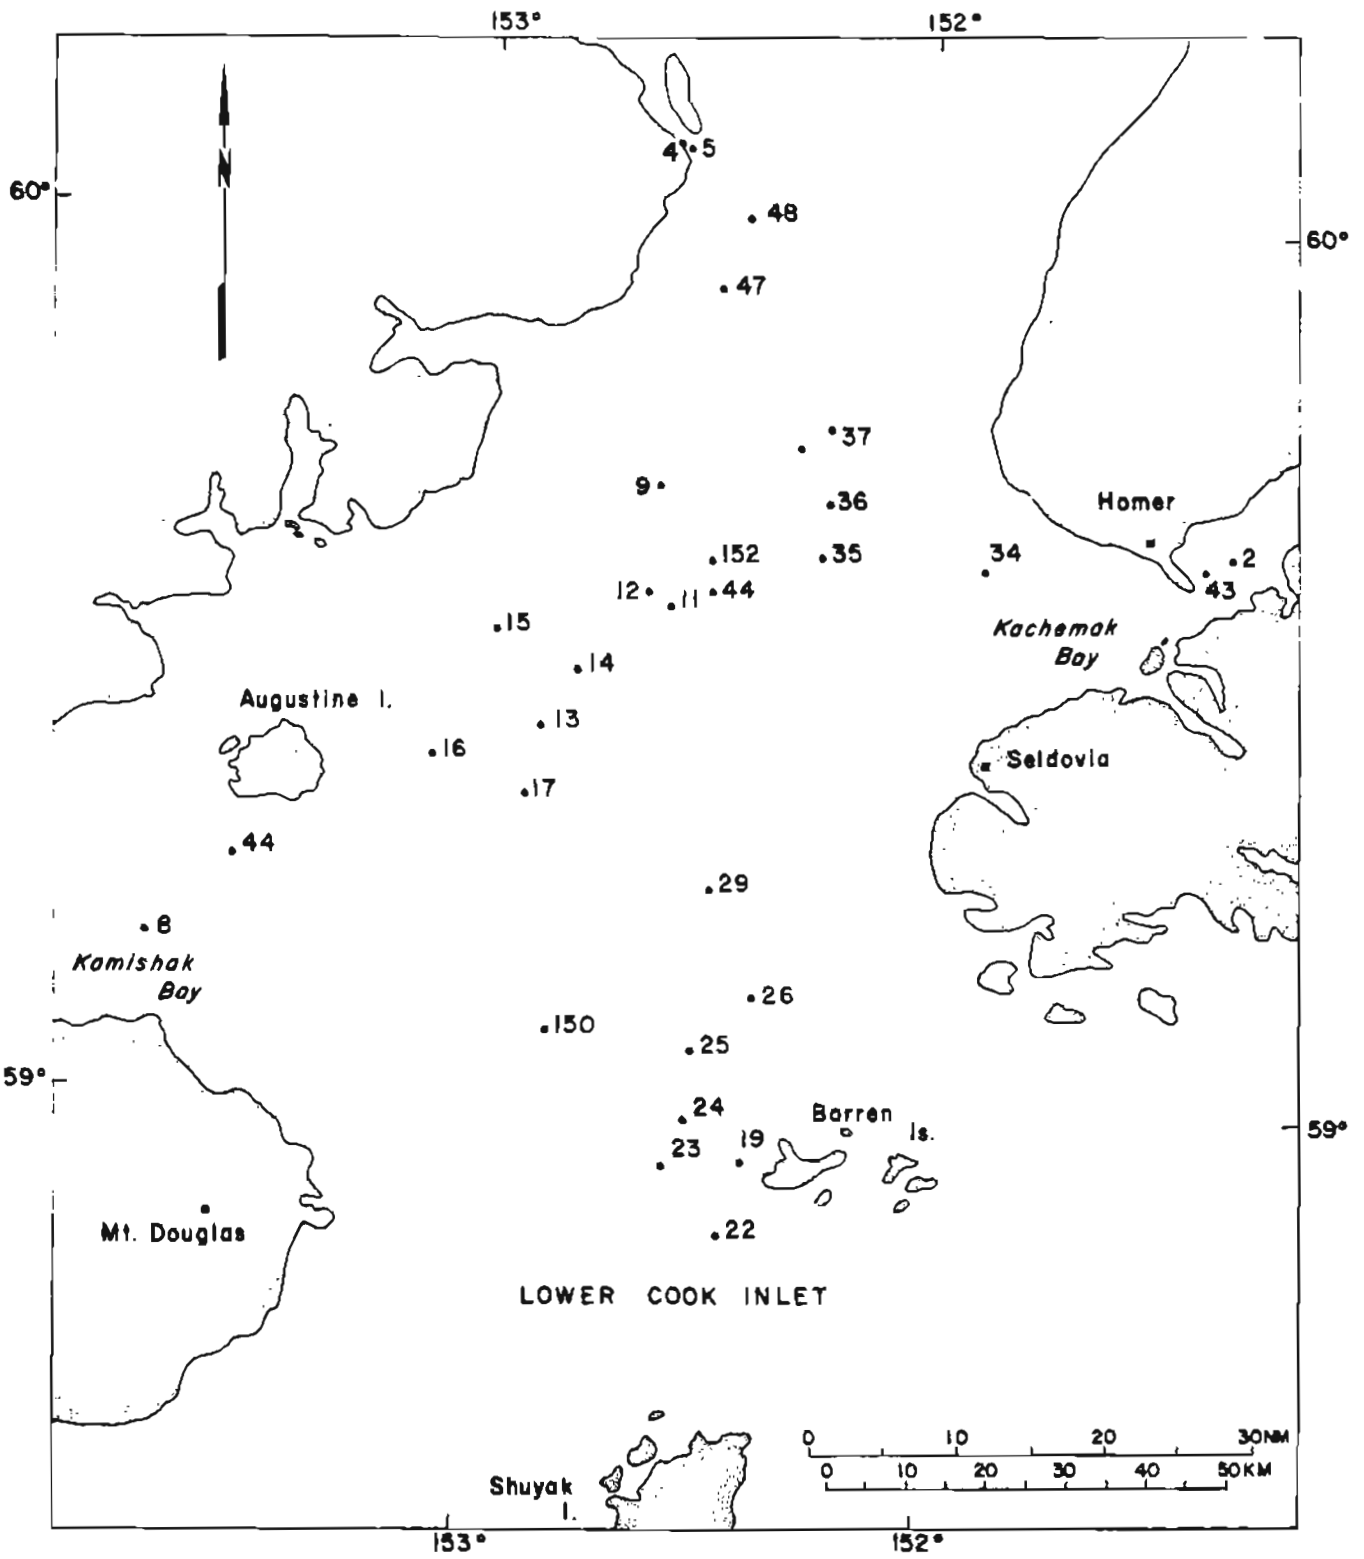 153° 152°
N
4 5
60°
48
60°
47
37
9
36
Homer
152 35 34 2
12 11 44 43
15
Kachemak
Bay
14
Augustine I.
13
16
Seldovia
17
44
29
8
Kamishak
Bay
26
150
25
59°
24
Barren
Is.
59°
23 19
Mt. Douglas
22
LOWER COOK INLET
0 10 20 30NM
0 10 20 30 40 50KM
Shuyak
I.
153° 152°